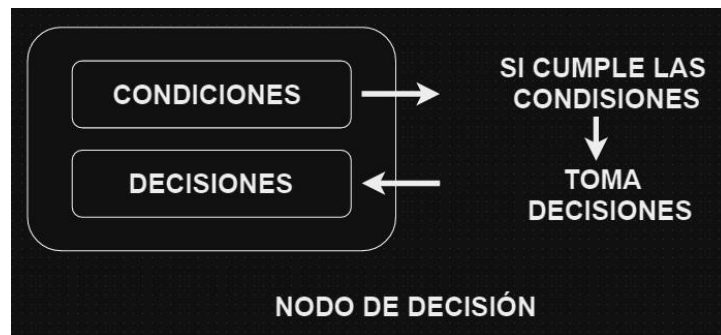 CONDICIONES
SI CUMPLE LAS
CONDISIONES
DECISIONES
TOMA
DECISIONES
NODO DE DECISIÓN